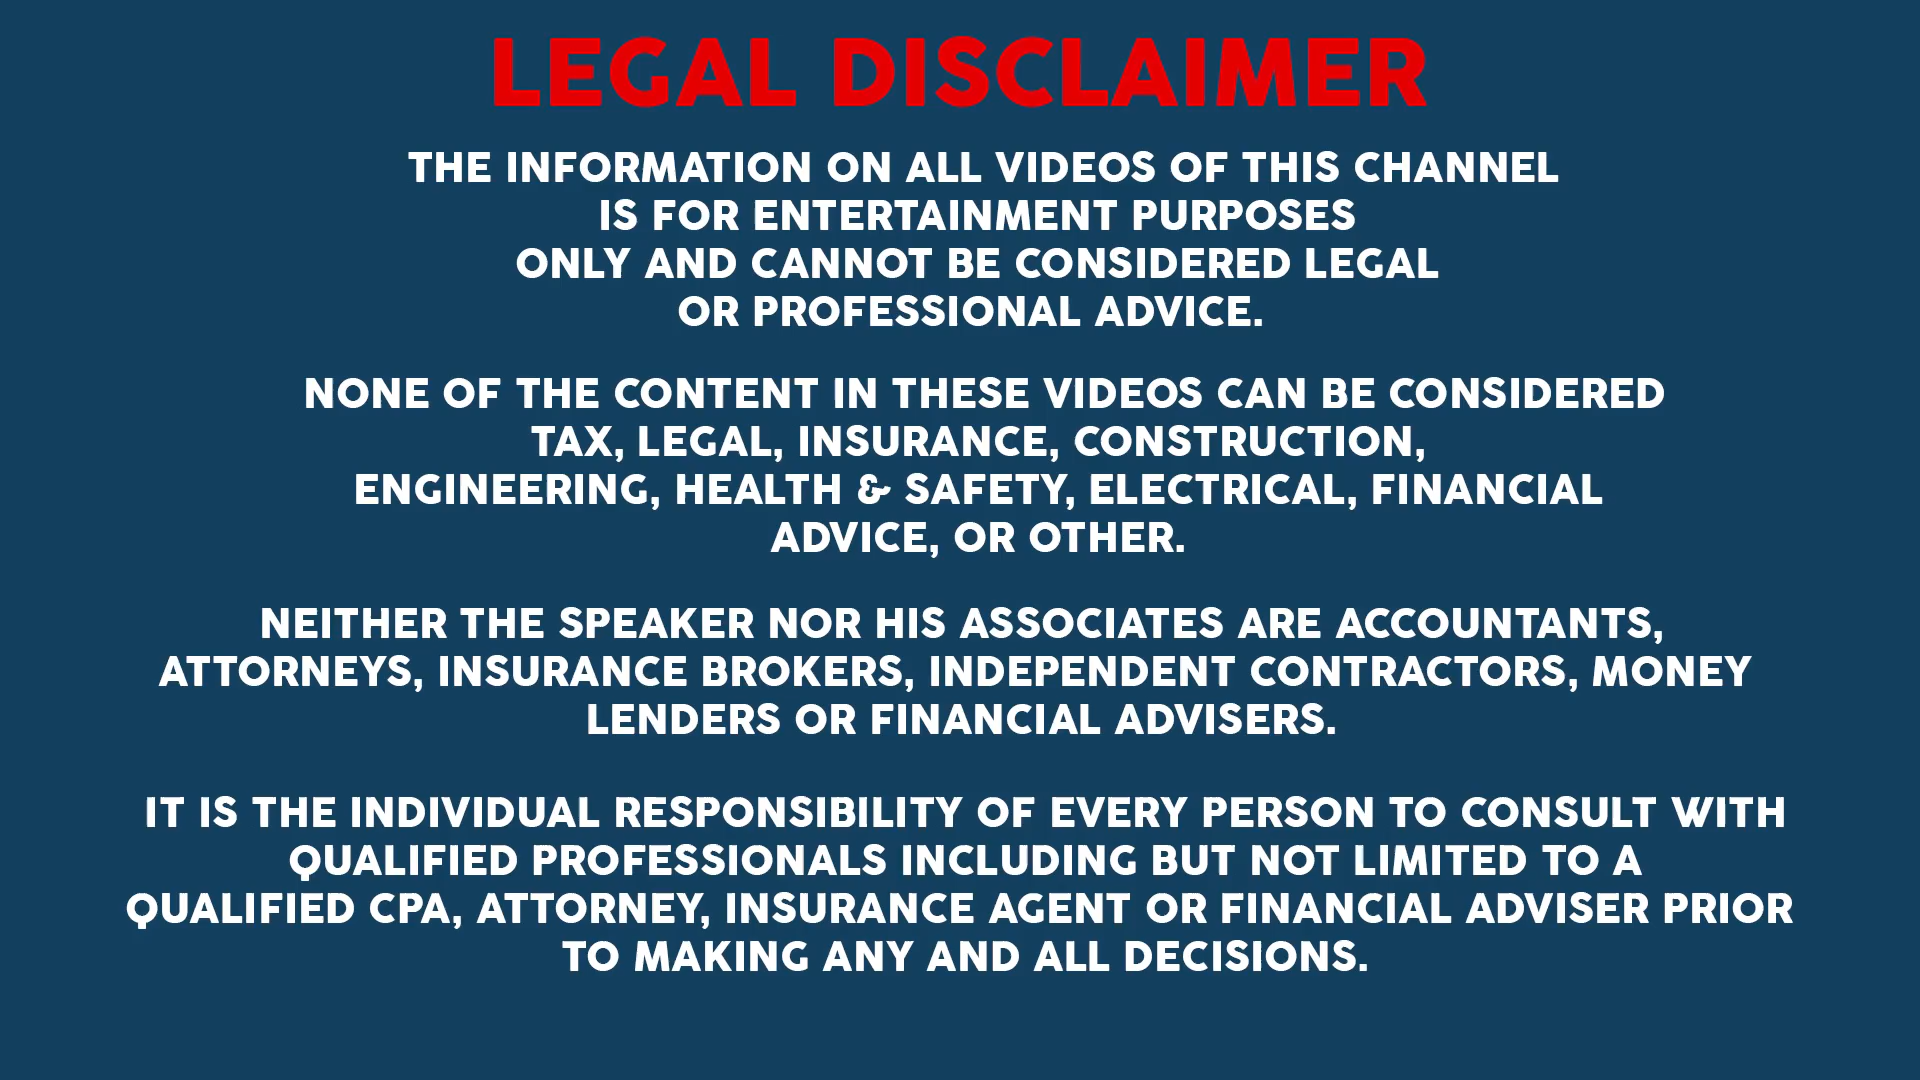 LEGAL DISCLAIMER
THE INFORMATION ON ALL VIDEOS OF THIS CHANNEL
IS FOR ENTERTAINMENT PURPOSES
ONLY AND CANNOT BE CONSIDERED LEGAL
OR PROFESSIONAL ADVICE.
NONE OF THE CONTENT IN THESE VIDEOS CAN BE CONSIDERED
TAX, LEGAL, INSURANCE, CONSTRUCTION,
ENGINEERING, HEALTH & SAFETY, ELECTRICAL, FINANCIAL
ADVICE, OR OTHER.
NEITHER THE SPEAKER NOR HIS ASSOCIATES ARE ACCOUNTANTS,
ATTORNEYS, INSURANCE BROKERS, INDEPENDENT CONTRACTORS, MONEY
LENDERS OR FINANCIAL ADVISERS.
IT IS THE INDIVIDUAL RESPONSIBILITY OF EVERY PERSON TO CONSULT WITH
QUALIFIED PROFESSIONALS INCLUDING BUT NOT LIMITED TO A
QUALIFIED CPA, ATTORNEY, INSURANCE AGENT OR FINANCIAL ADVISER PRIOR
TO MAKING ANY AND ALL DECISIONS.